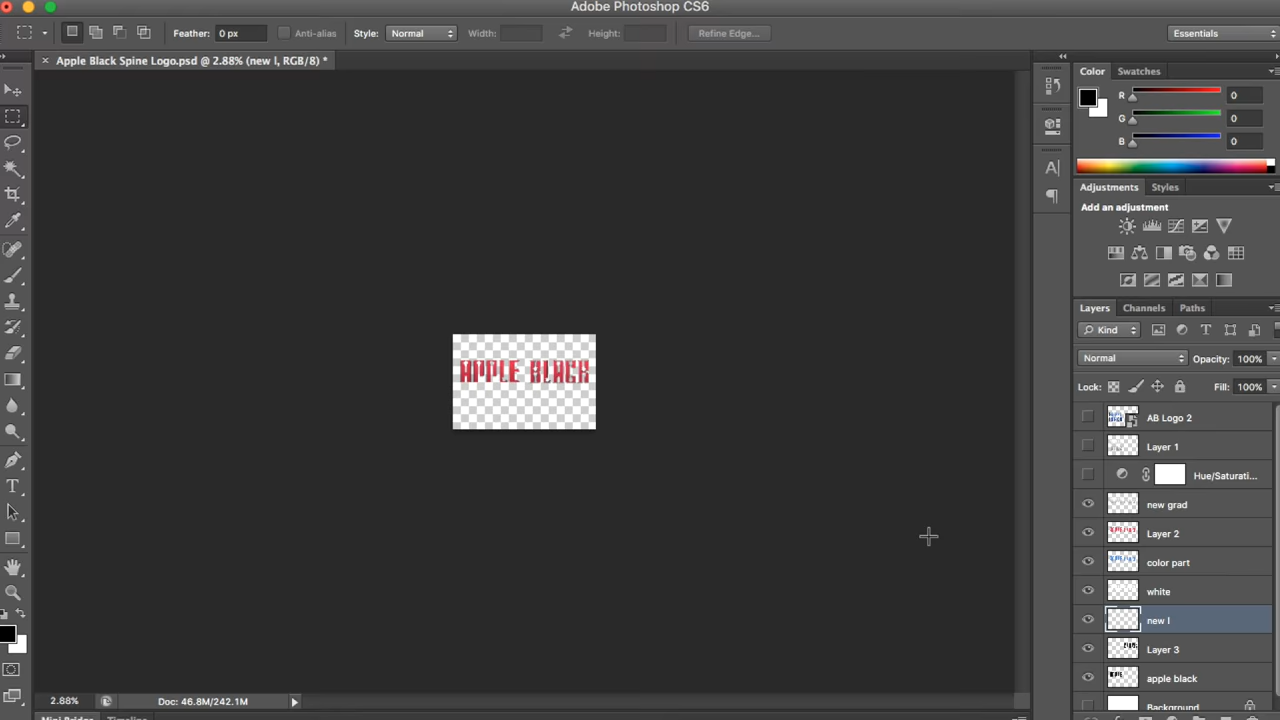 Adobe Photoshop CS6
Feather: 0 px Anti-alias Style: Normal Width: Height: Refine Edge... Essentials
Apple Black Spine Logo.psd @ 2.88% (new l, RGB/8) *
Color Swatches
R 0
G 0
B 0
Adjustments Styles
Add an adjustment
Layers Channels Paths
Kind
Normal Opacity: 100%
Lock: Fill: 100%
APPLE BLACK
AB Logo 2
Layer 1
Hue/Saturati...
new grad
Layer 2
color part
white
new l
Layer 3
apple black
Background
2.88% Doc: 46.8M/242.1M
Mini Bridge Timeline